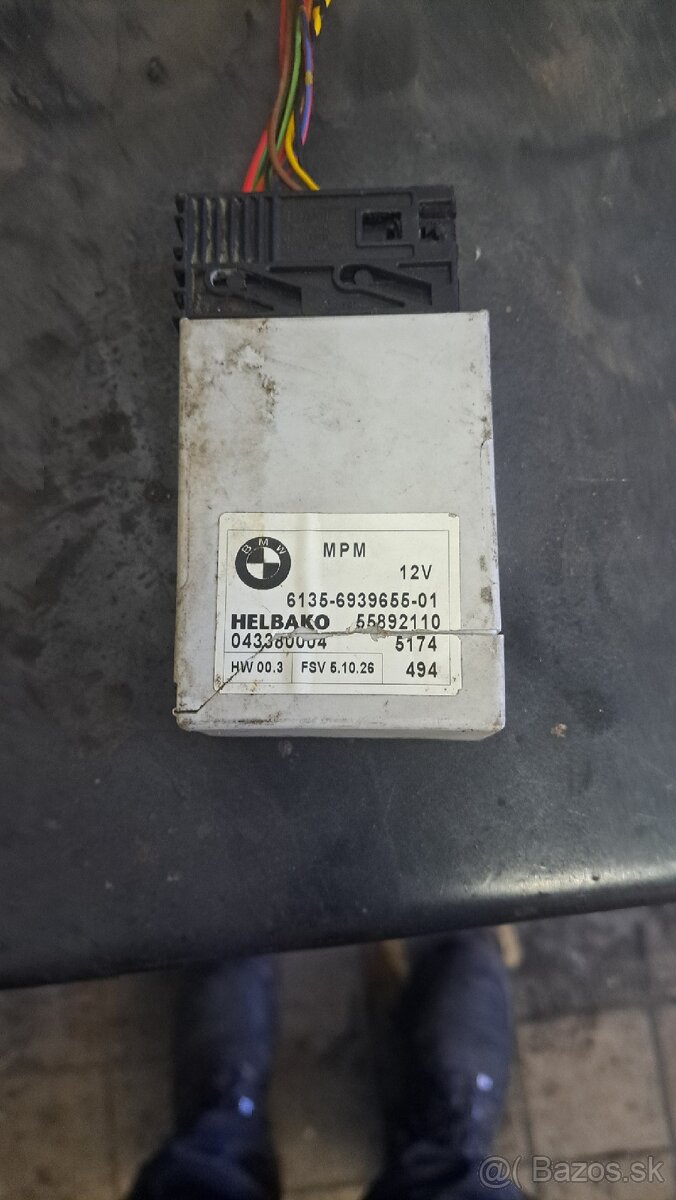 BMW
MPM
12V
6135-6939655-01
HELBAKO 55892110
043380004 5174
HW 00.3 FSV 5.10.26 494
@( Bazos.sk